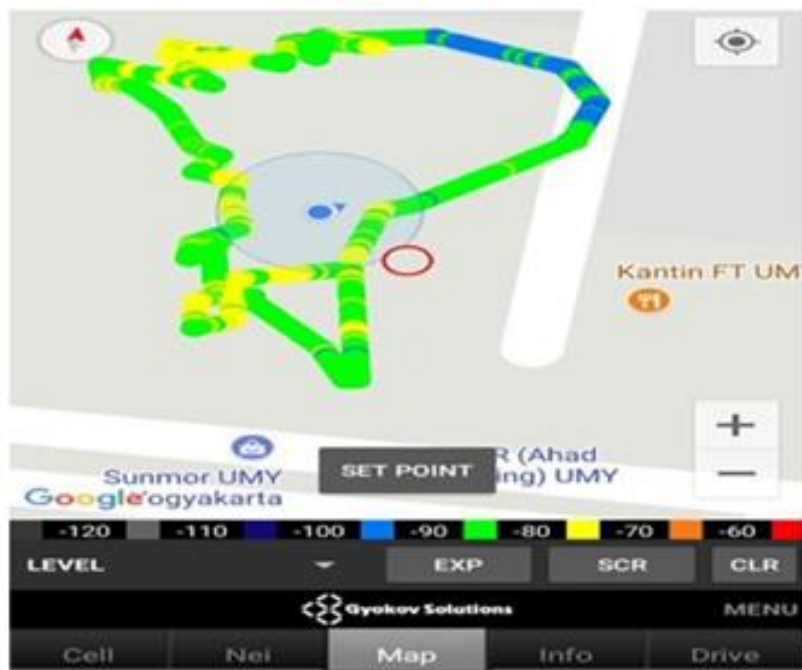 Kantin FT UMY
R (Ahad
Sunmor UMY
SET POINT
ing) UMY
Google
ogyakarta
-120 -110 -100 -90 -80 -70 -60
LEVEL EXP SCR CLR
Gyokov Solutions MENU
Cell Nei Map Info Drive